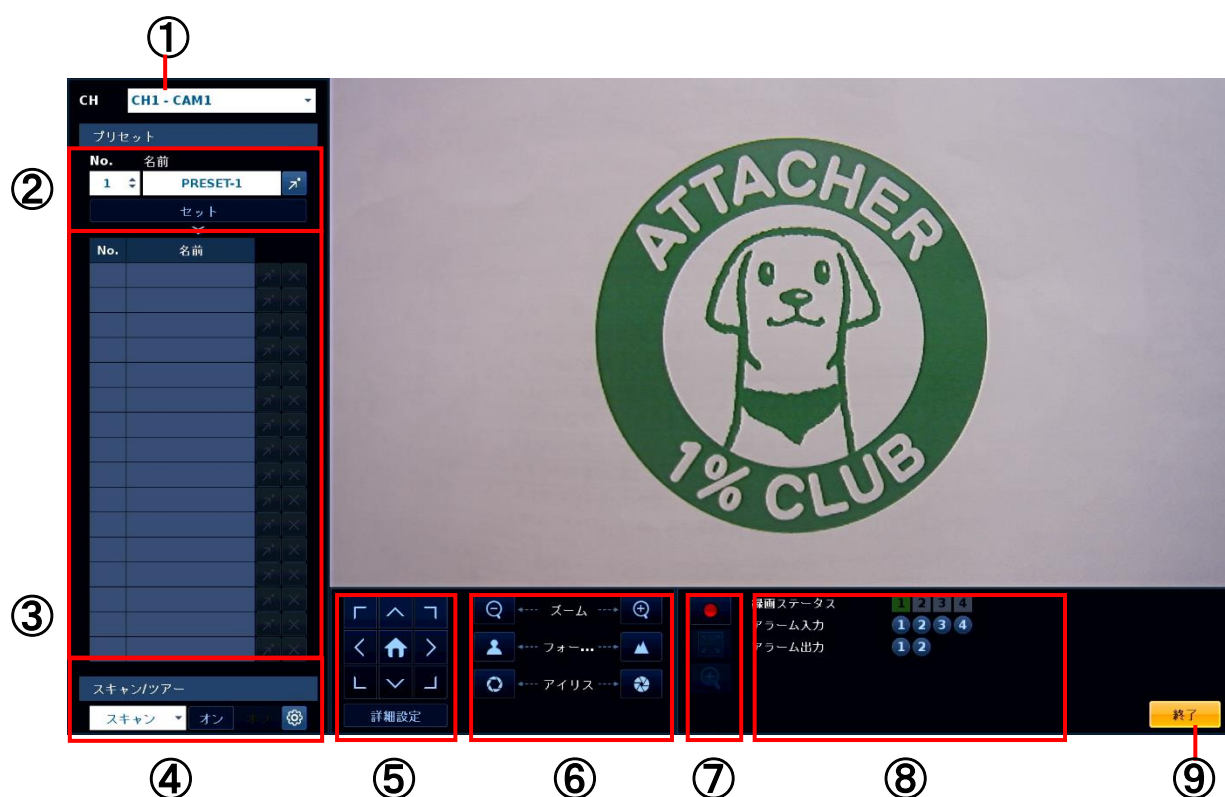 ①
CH CH1 - CAM1
プリセット
②
No. 名前
1 PRESET-1
セット
No. 名前
ATTACHER
1% CLUB
③
スキャン/ツアー
スキャン オン オフ
ズーム
フォー...
アイリス
詳細設定
録画ステータス 1 2 3 4
アラーム入力 1 2 3 4
アラーム出力 1 2
終了
④ ⑤ ⑥ ⑦ ⑧ ⑨